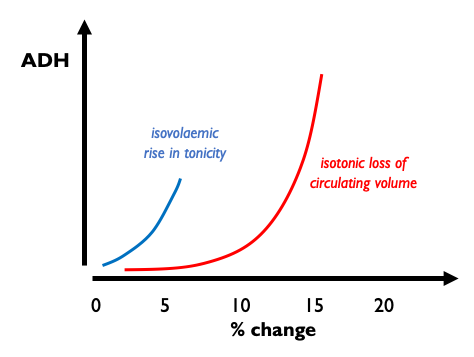 ADH
isovolaemic
rise in tonicity
isotonic loss of
circulating volume
0 5 10 15 20
% change